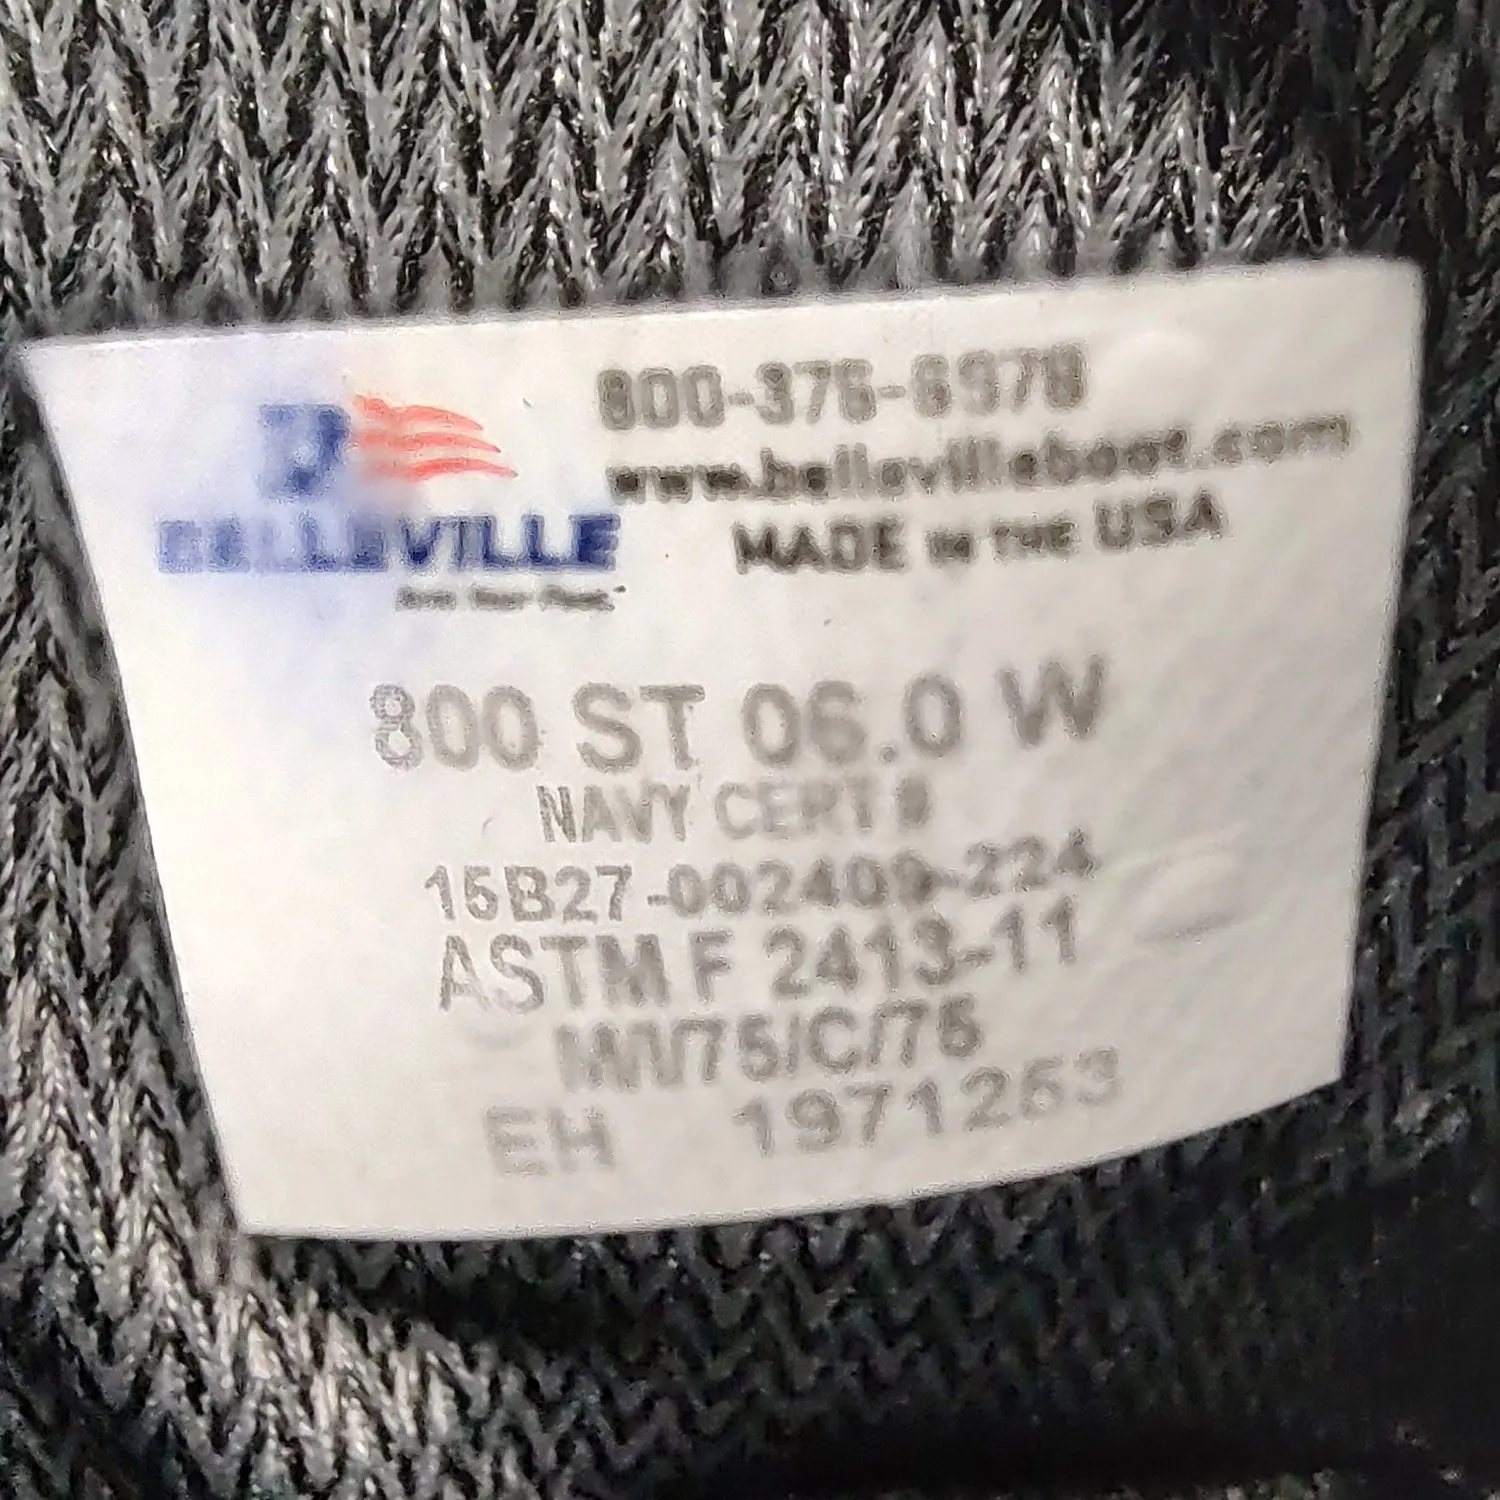 800-376-6978
www.bellevilleboot.com
BELLEVILLE
MADE IN THE USA
800 ST 06.0 W
NAVY CERT #
15B27-002409-224
ASTM F 2413-11
M/I/75/C/75
EH 1971253